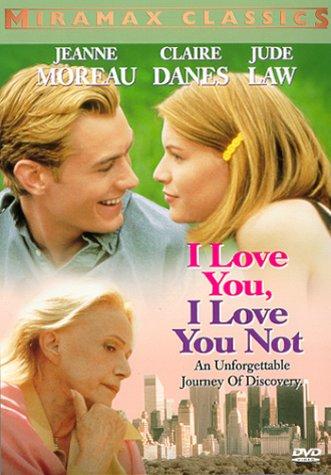 MIRAMAX CLASSICS
JEANNE MOREAU
CLAIRE DANES
JUDE LAW
I Love
You,
I Love
You Not
An Unforgettable
Journey Of Discovery.
DVD
VIDEO